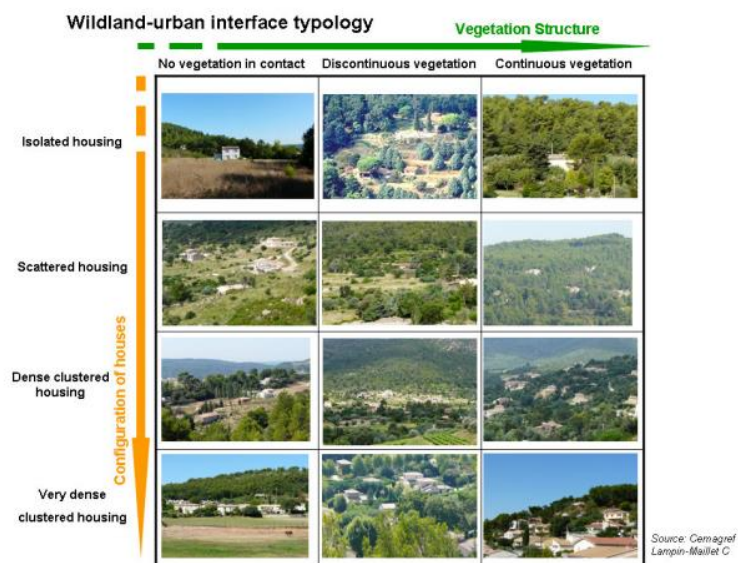 Wildland-urban interface typology
Vegetation Structure
No vegetation in contact
Discontinuous vegetation
Continuous vegetation
Isolated housing
Scattered housing
Dense clustered
housing
Very dense
clustered housing
Configuration of houses
Source: Cemagref
Lampin-Maillet C